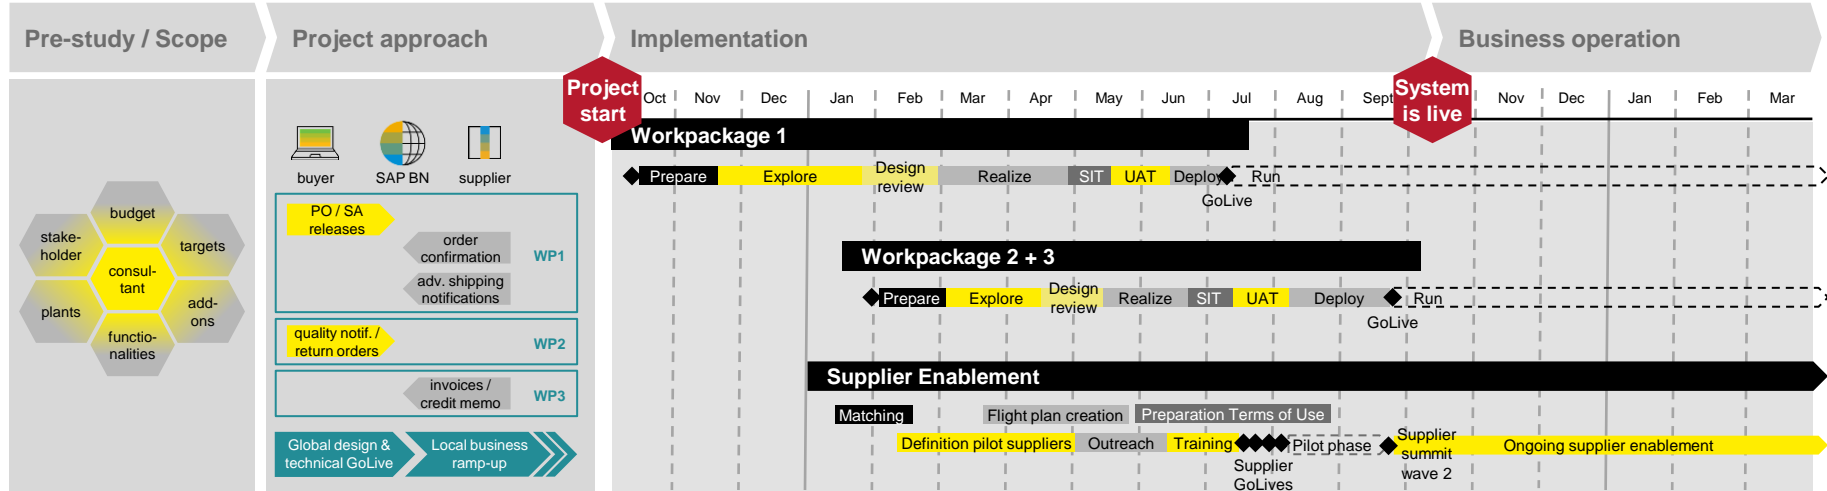 Pre-study / Scope
Project approach
Implementation
Business operation
Project
start
System
is live
Oct
Nov
Dec
Jan
Feb
Mar
Apr
May
Jun
Jul
Aug
Sept
Nov
Dec
Jan
Feb
Mar
budget
stake-
holder
targets
consul-
tant
plants
add-
ons
functio-
nalities
buyer
SAP BN
supplier
PO / SA
releases
order
confirmation
adv. shipping
notifications
WP1
quality notif. /
return orders
WP2
invoices /
credit memo
WP3
Global design &
technical GoLive
Local business
ramp-up
Workpackage 1
Prepare
Explore
Design
review
Realize
SIT
UAT
Deploy
Run
GoLive
Workpackage 2 + 3
Prepare
Explore
Design
review
Realize
SIT
UAT
Deploy
Run
GoLive
Supplier Enablement
Matching
Flight plan creation
Preparation Terms of Use
Definition pilot suppliers
Outreach
Training
Supplier
GoLives
Pilot phase
Supplier
summit
wave 2
Ongoing supplier enablement